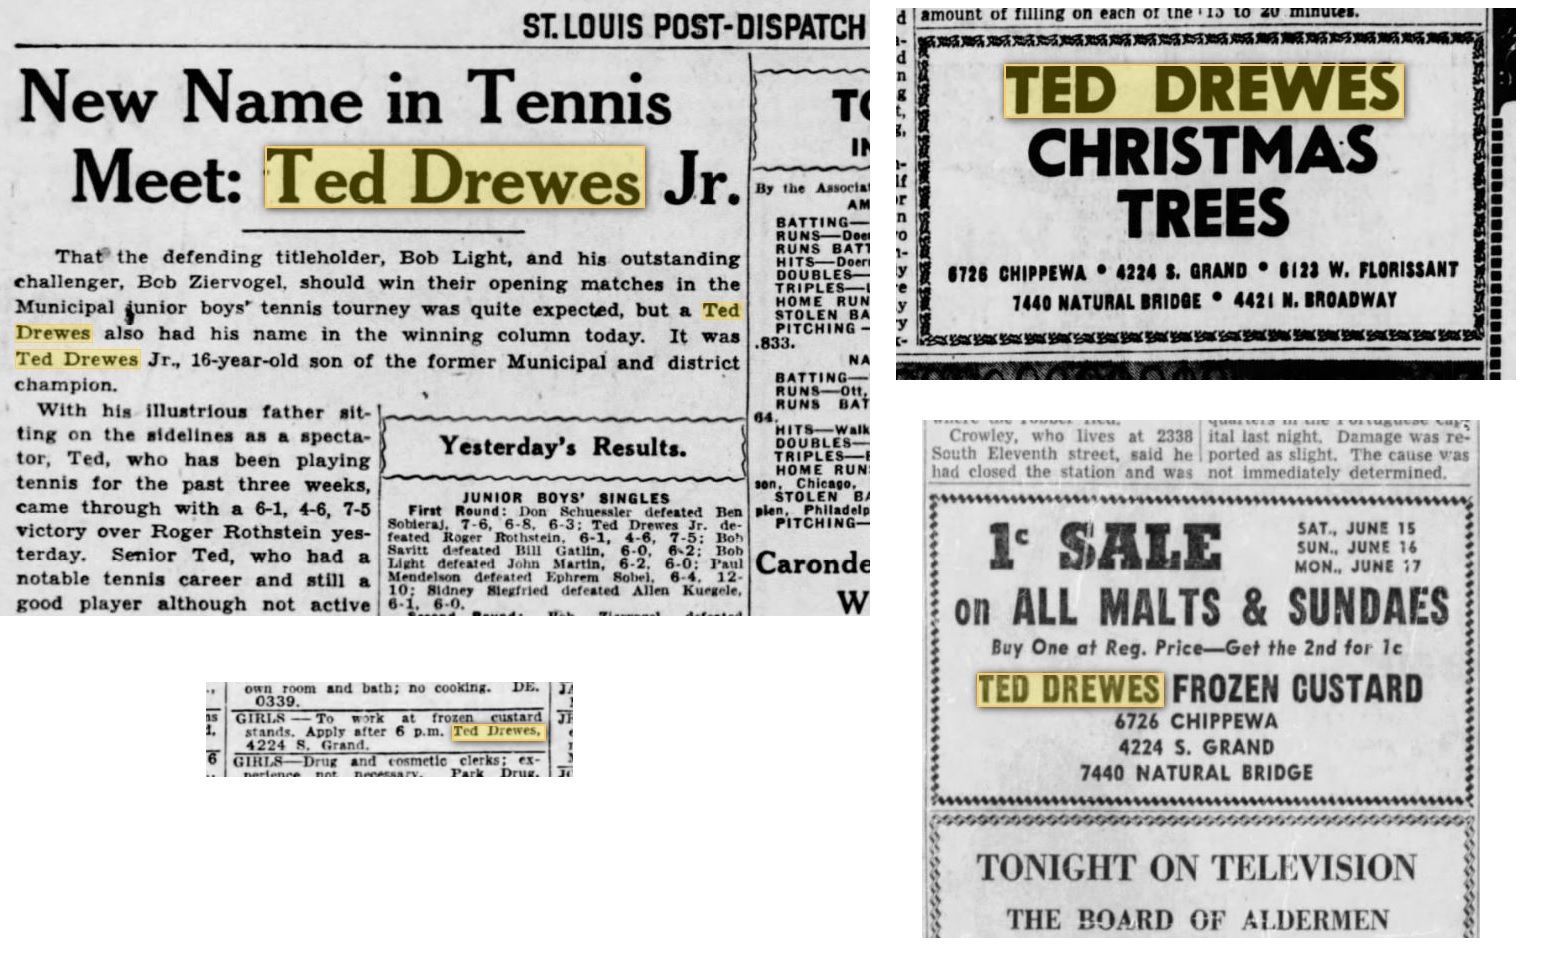 ST. LOUIS POST-DISPATCH
New Name in Tennis
Meet: Ted Drewes Jr.
That the defending titleholder, Bob Light, and his outstanding
challenger, Bob Ziervogel, should win their opening matches in the
Municipal junior boys' tennis tourney was quite expected, but a Ted
Drewes also had his name in the winning column today. It was
Ted Drewes Jr., 16-year-old son of the former Municipal and district
champion.
With his illustrious father sit-
ting on the sidelines as a specta-
tor, Ted, who has been playing
tennis for the past three weeks,
came through with a 6-1, 4-6, 7-5
victory over Roger Rothstein yes-
terday. Senior Ted, who had a
notable tennis career and still a
good player although not active
Yesterday's Results.
JUNIOR BOYS' SINGLES
First Round: Don Schuessler defeated Ben
Sobieraj, 7-6, 6-8, 6-3; Ted Drewes Jr. de-
feated Roger Rothstein, 6-1, 4-6, 7-5; Bob
Savitt defeated Bill Gatlin, 6-0, 6-2; Bob
Light defeated John Martin, 6-2, 6-0; Paul
Mendelson defeated Ephrem Sobel, 6-4, 12-
10; Sidney Siegfried defeated Allen Kuegele,
6-1, 6-0.
By the Associat
AM
BATTING—
RUNS—Doer
RUNS BATT
HITS—Doerr
DOUBLES—
TRIPLES—
HOME RUN
STOLEN BA
PITCHING—
.833.
NA
BATTING—
RUNS—Ott,
RUNS BAT
64.
HITS—Walk
DOUBLES—
TRIPLES—
HOME RUN
son, Chicago,
STOLEN BA
plen, Philadelp
PITCHING—
Caronde
W
own room and bath; no cooking. DE.
0339.
GIRLS—To work at frozen custard
stands. Apply after 6 p.m. Ted Drewes,
4224 S. Grand.
GIRLS—Drug and cosmetic clerks; ex-
perience not necessary. Park Drug,
amount of filling on each of the 15 to 20 minutes.
TED DREWES
CHRISTMAS
TREES
6726 CHIPPEWA • 4224 S. GRAND • 6123 W. FLORISSANT
7440 NATURAL BRIDGE • 4421 N. BROADWAY
Crowley, who lives at 2338
South Eleventh street, said he
had closed the station and was
ital last night. Damage was re-
ported as slight. The cause was
not immediately determined.
1c SALE
SAT., JUNE 15
SUN., JUNE 16
MON., JUNE 17
on ALL MALTS & SUNDAES
Buy One at Reg. Price—Get the 2nd for 1c
TED DREWES FROZEN CUSTARD
6726 CHIPPEWA
4224 S. GRAND
7440 NATURAL BRIDGE
TONIGHT ON TELEVISION
THE BOARD OF ALDERMEN